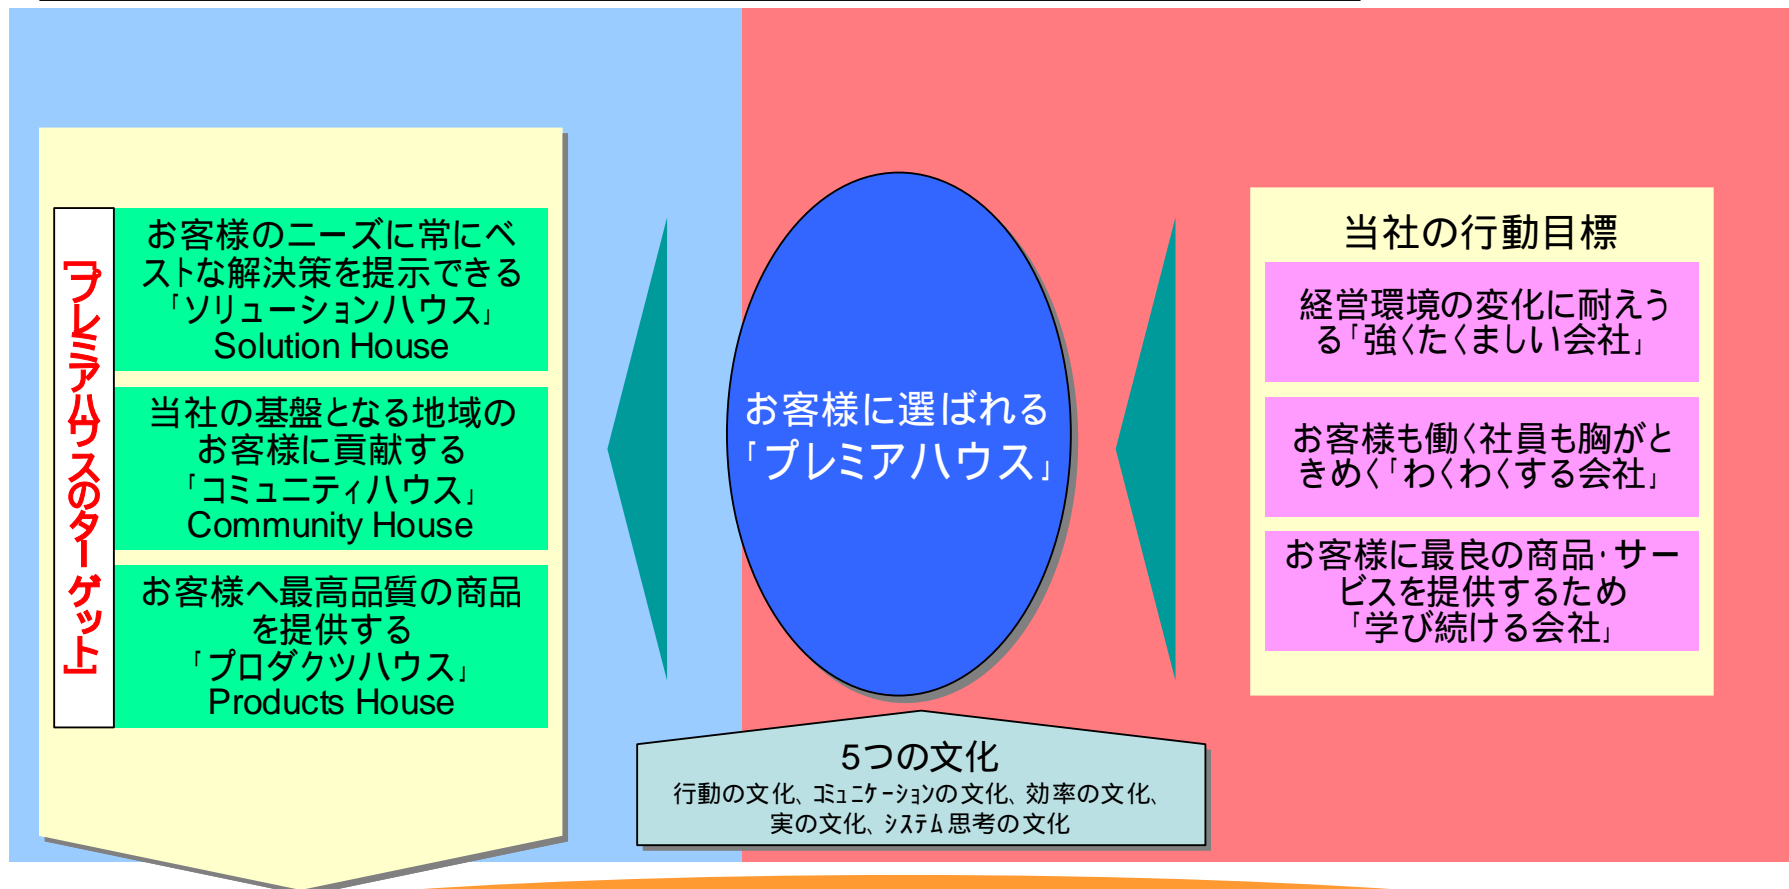 「プレミアハウスのターゲット」
お客様のニーズに常にベ
ストな解決策を提示できる
「ソリューションハウス」
Solution House
当社の基盤となる地域の
お客様に貢献する
「コミュニティハウス」
Community House
お客様へ最高品質の商品
を提供する
「プロダクツハウス」
Products House
お客様に選ばれる
「プレミアハウス」
5つの文化
行動の文化、ｺﾐｭﾆｹｰｼｮﾝの文化、効率の文化、
実の文化、ｼｽﾃﾑ思考の文化
当社の行動目標
経営環境の変化に耐えう
る「強くたくましい会社」
お客様も働く社員も胸がと
きめく「わくわくする会社」
お客様に最良の商品・サー
ビスを提供するため
「学び続ける会社」